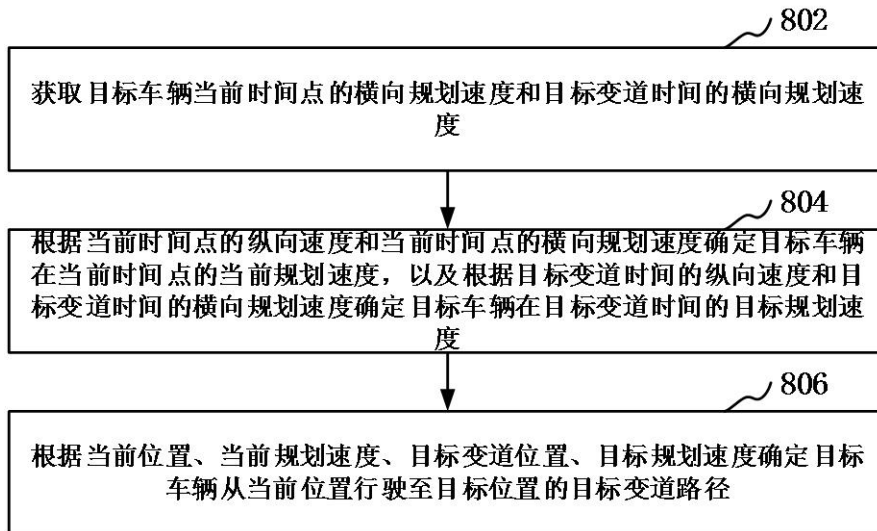 802
获取目标车辆当前时间点的横向规划速度和目标变道时间的横向规划速
度
804
根据当前时间点的纵向速度和当前时间点的横向规划速度确定目标车辆
在当前时间点的当前规划速度，以及根据目标变道时间的纵向速度和目
标变道时间的横向规划速度确定目标车辆在目标变道时间的目标规划速
度
806
根据当前位置、当前规划速度、目标变道位置、目标规划速度确定目标
车辆从当前位置行驶至目标位置的目标变道路径